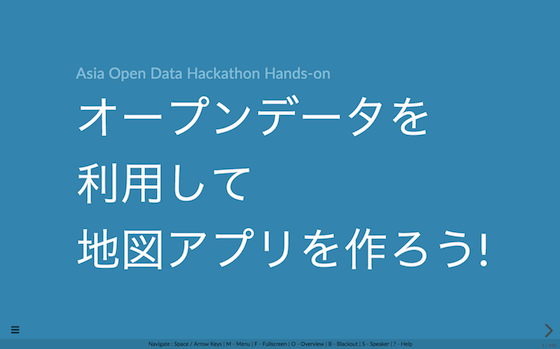 Asia Open Data Hackathon Hands-on
オープンデータを
利用して
地図アプリを作ろう!
Navigate : Space / Arrow Keys | M - Menu | F - Fullscreen | O - Overview | B - Blackout | S - Speaker | ? - Help